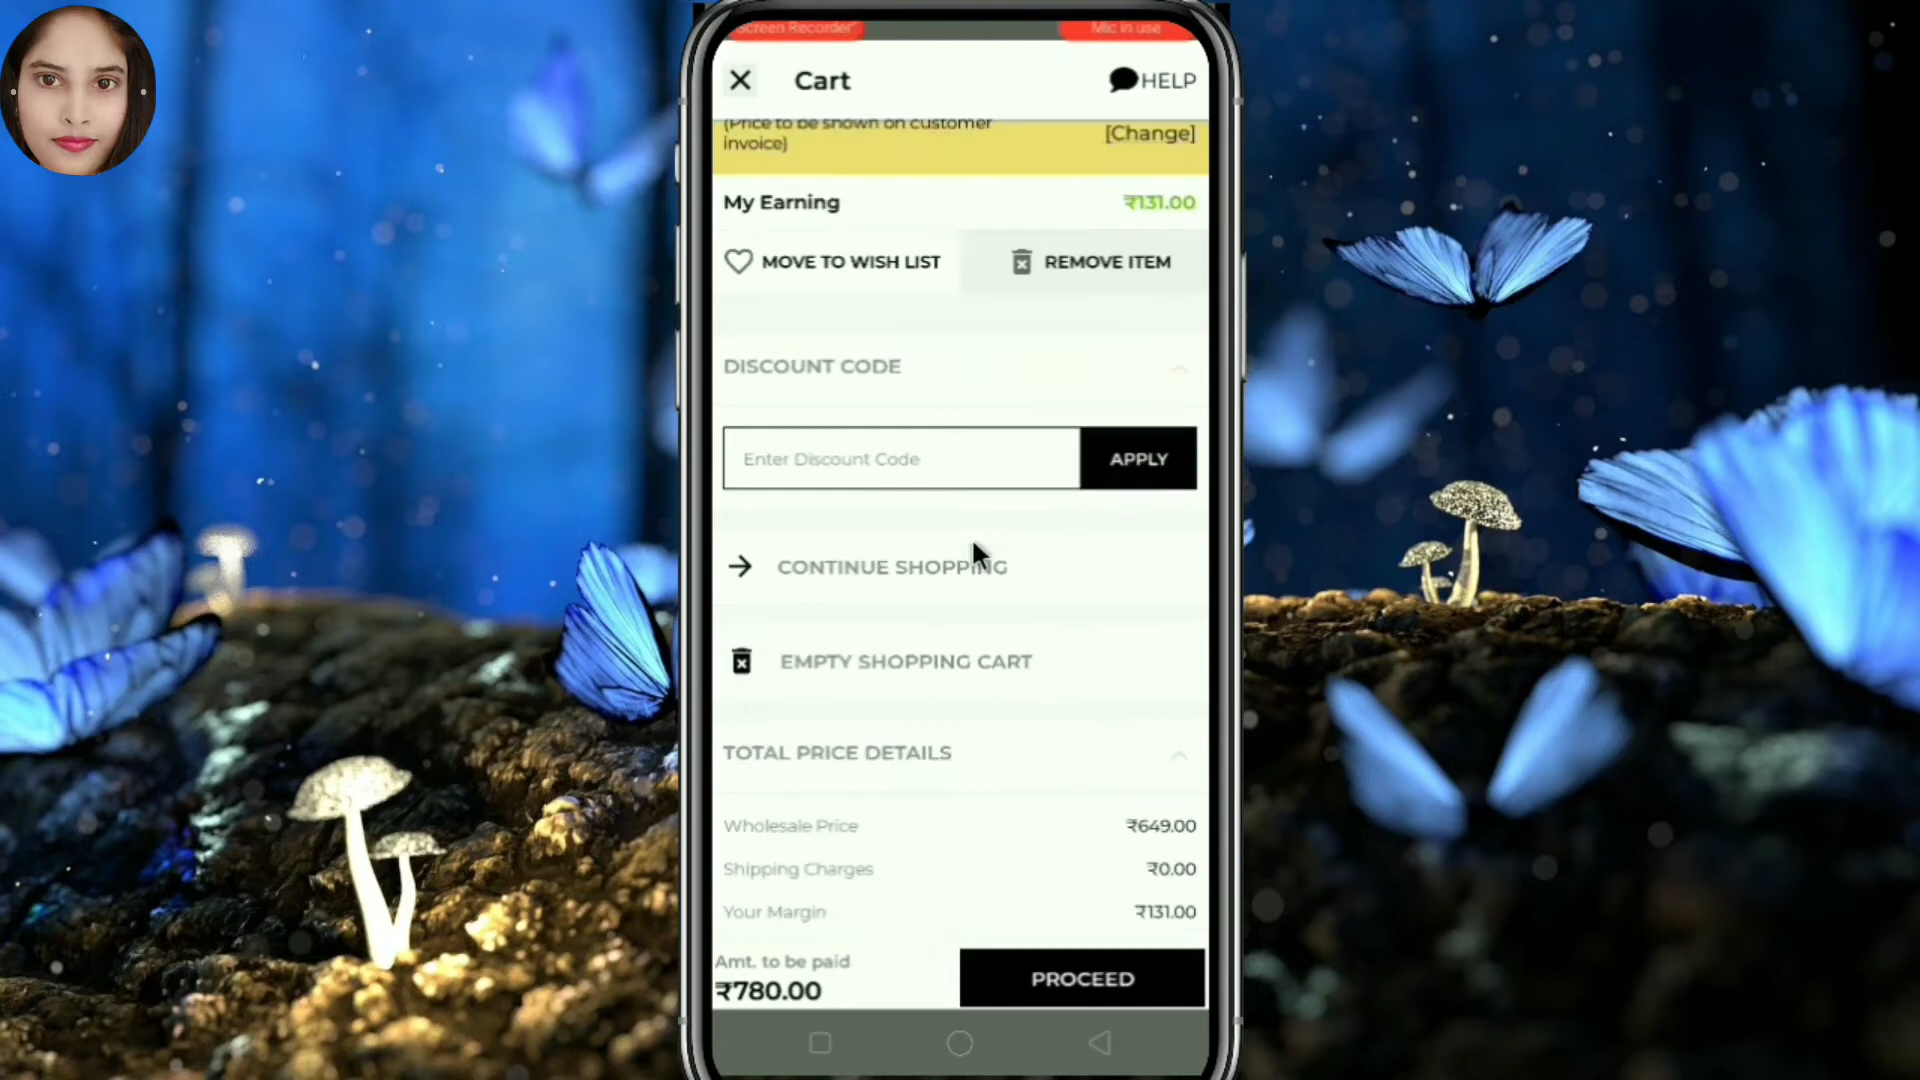 Screen Recorder
Mic in use
Cart
HELP
(Price to be shown on customer
invoice)
[Change]
My Earning
₹131.00
MOVE TO WISH LIST
REMOVE ITEM
DISCOUNT CODE
Enter Discount Code
APPLY
CONTINUE SHOPPING
EMPTY SHOPPING CART
TOTAL PRICE DETAILS
Wholesale Price
₹649.00
Shipping Charges
₹0.00
Your Margin
₹131.00
Amt. to be paid
₹780.00
PROCEED